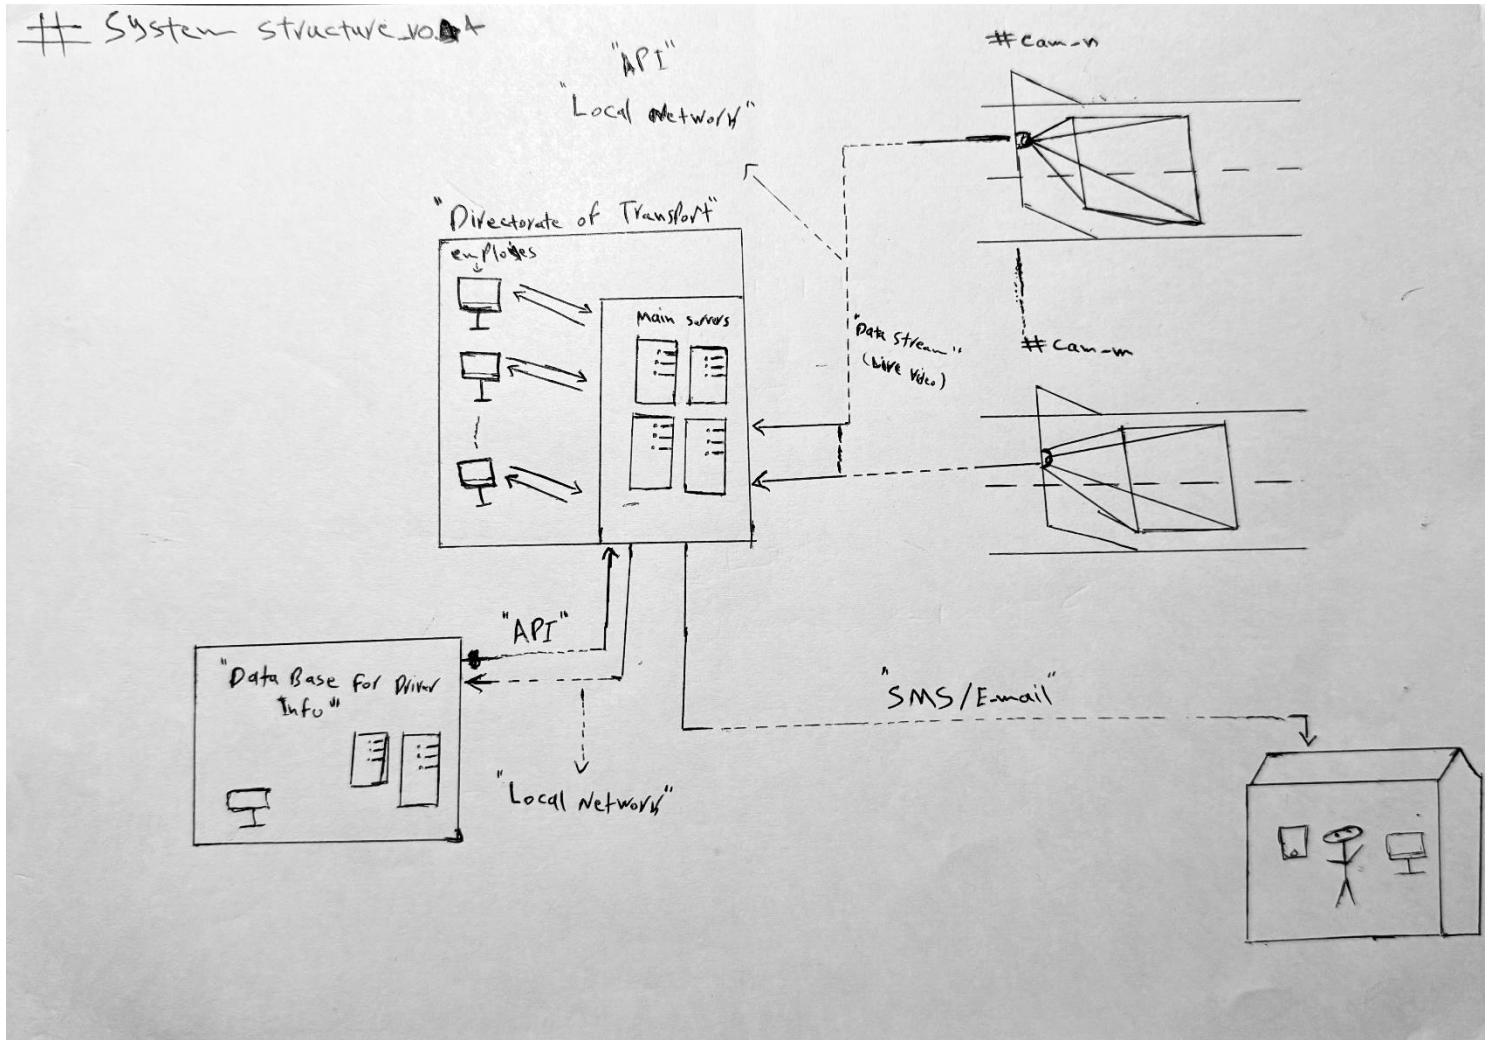 # System structure_v0.4
"API"
"Local Network"
#cam-n
"Directorate of Transport"
employes
Main servers
"Data Stream"
(Live Video)
#cam-m
"API"
"Data Base for Driver
Info"
"Local Network"
"SMS/E-mail"